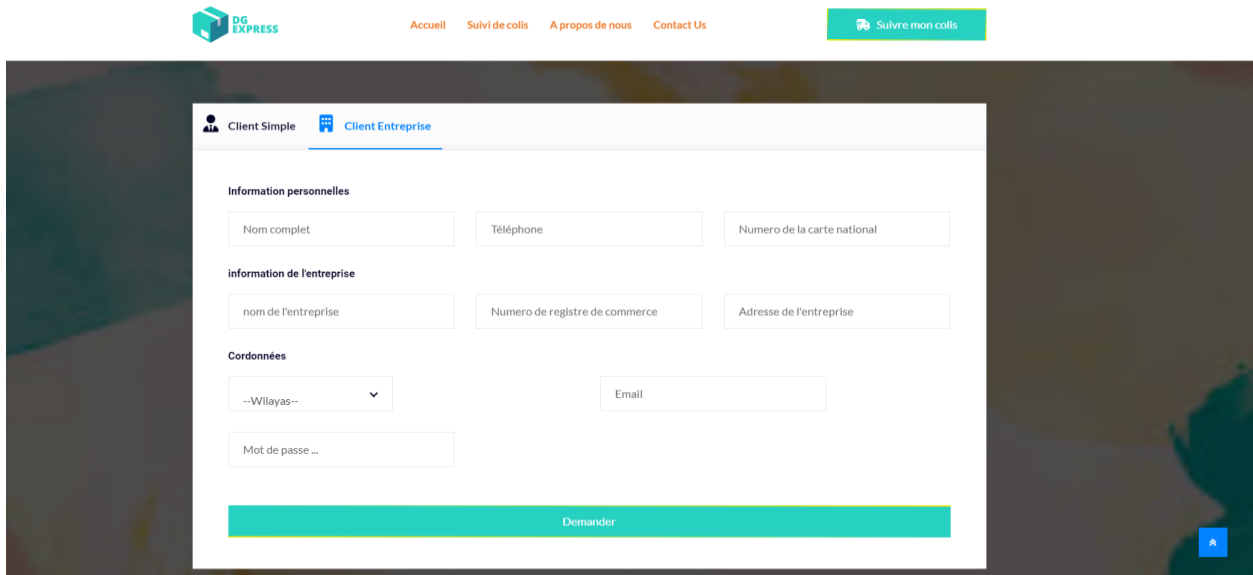 DG
EXPRESS
Accueil Suivi de colis A propos de nous Contact Us
Suivre mon colis
Client Simple Client Entreprise
Information personnelles
Nom complet Téléphone Numero de la carte national
information de l'entreprise
nom de l'entreprise Numero de registre de commerce Adresse de l'entreprise
Cordonnées
--Wilayas-- Email
Mot de passe ...
Demander